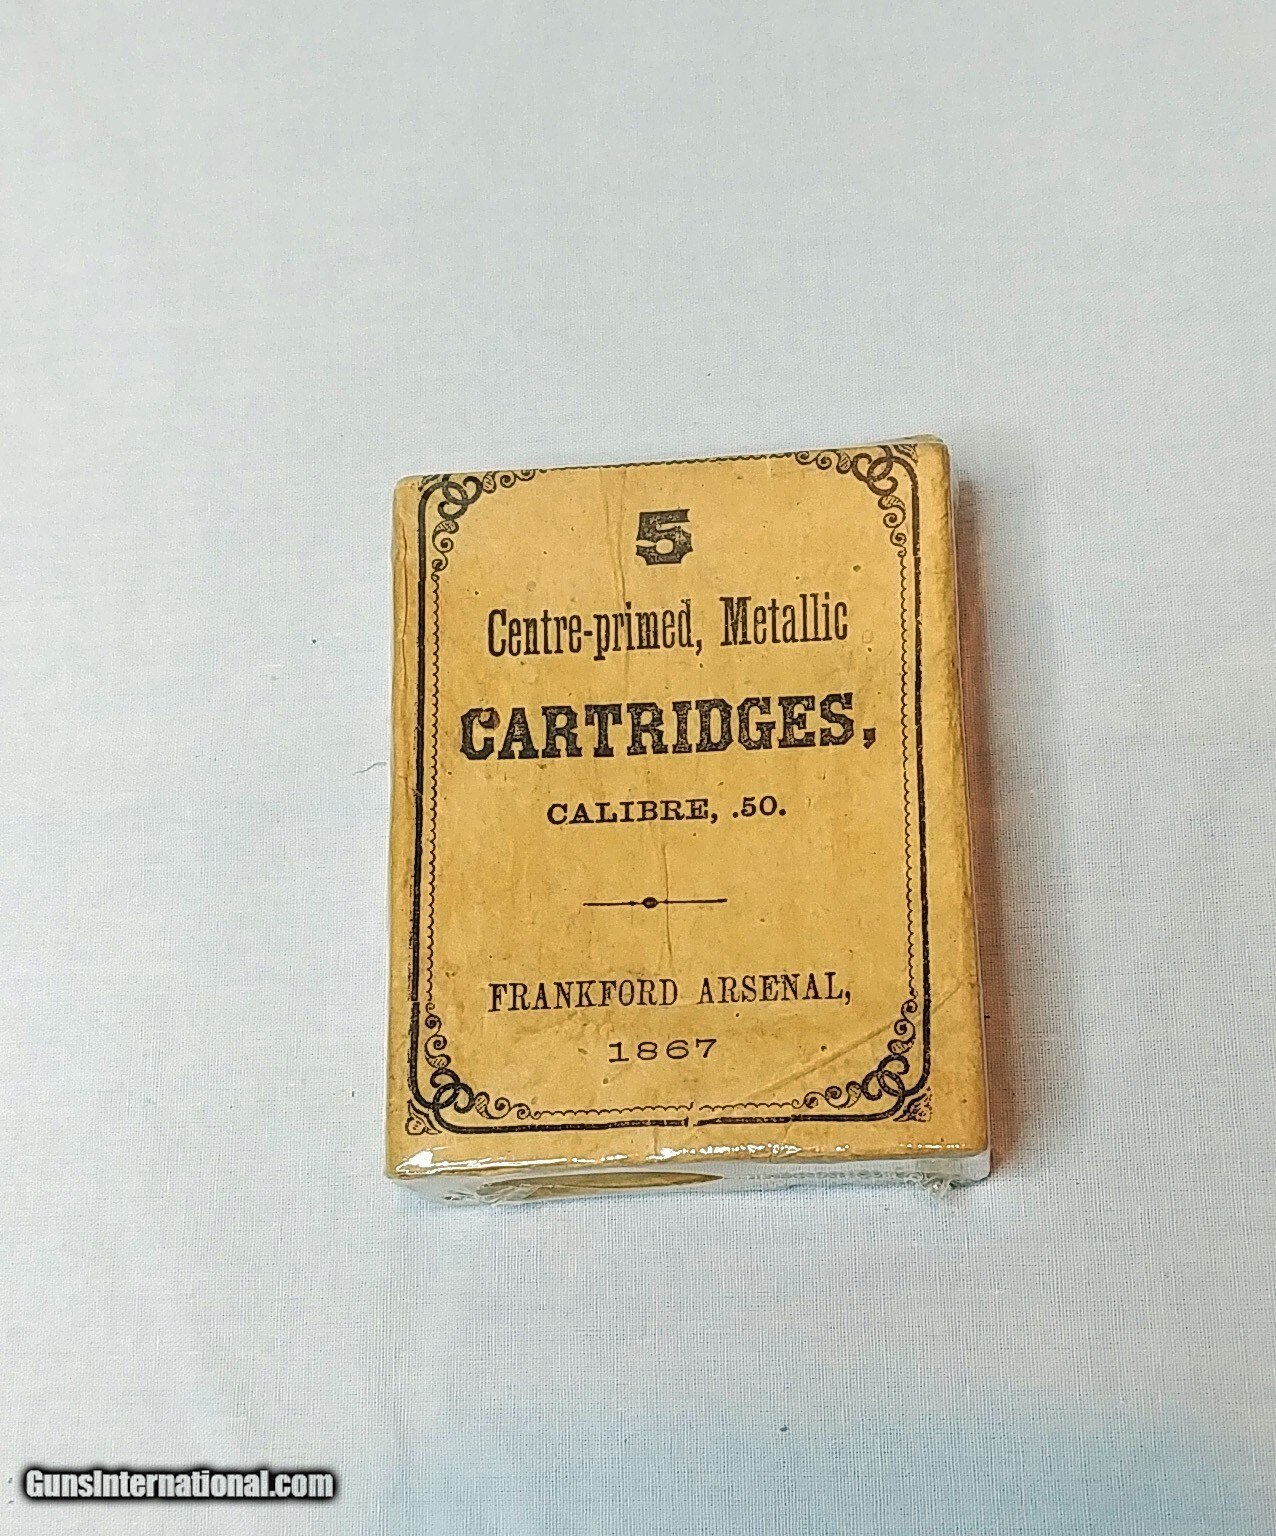 5
Centre-primed, Metallic
CARTRIDGES,
CALIBRE, .50.
FRANKFORD ARSENAL,
1867
GunsInternational.com